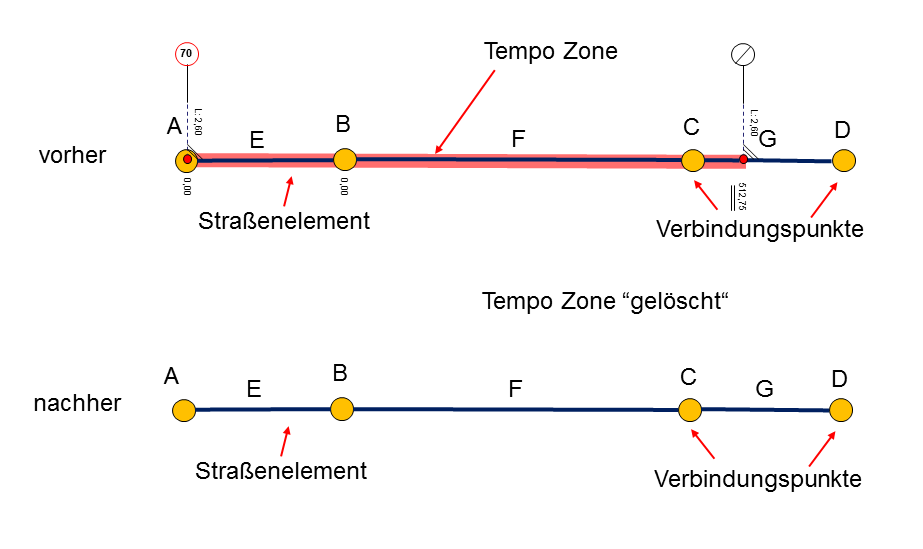 Tempo Zone
70
L: 2,60
L: 2,60
A
E
B
F
C
G
D
vorher
0,00
0,00
512,75
Straßenelement
Verbindungspunkte
Tempo Zone “gelöscht“
A
E
B
F
C
G
D
nachher
Straßenelement
Verbindungspunkte